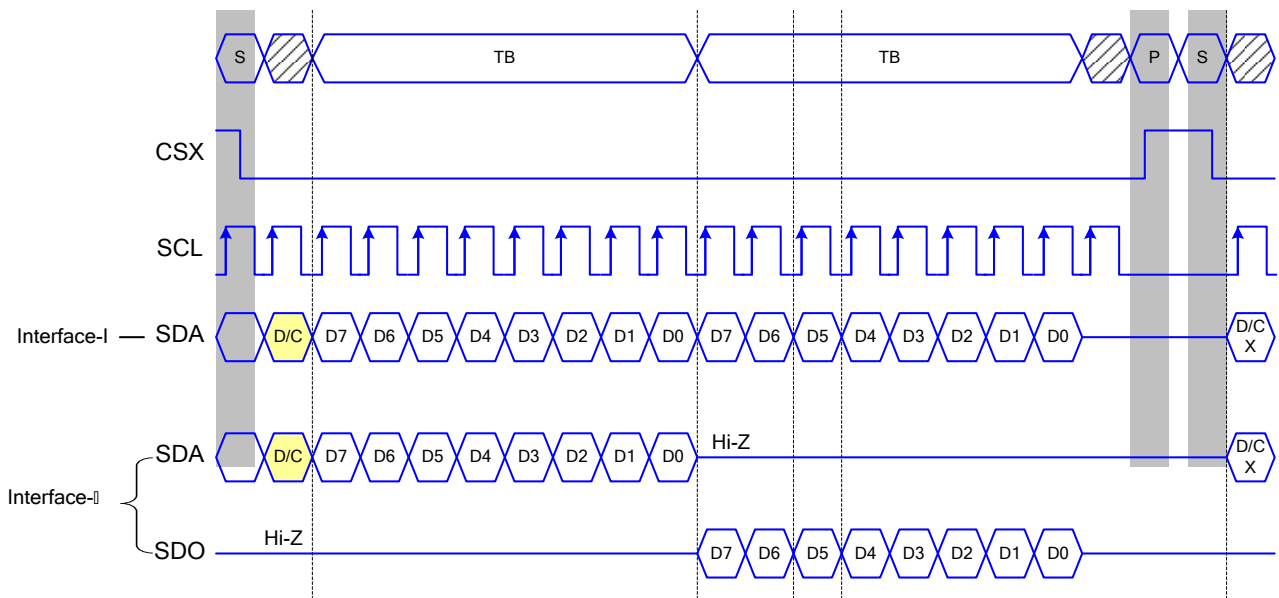 S TB TB P S
CSX
SCL
Interface-I — SDA D/C D7 D6 D5 D4 D3 D2 D1 D0 D7 D6 D5 D4 D3 D2 D1 D0 D/C
X
SDA D/C D7 D6 D5 D4 D3 D2 D1 D0 Hi-Z D/C
X
Interface-▯
SDO Hi-Z D7 D6 D5 D4 D3 D2 D1 D0